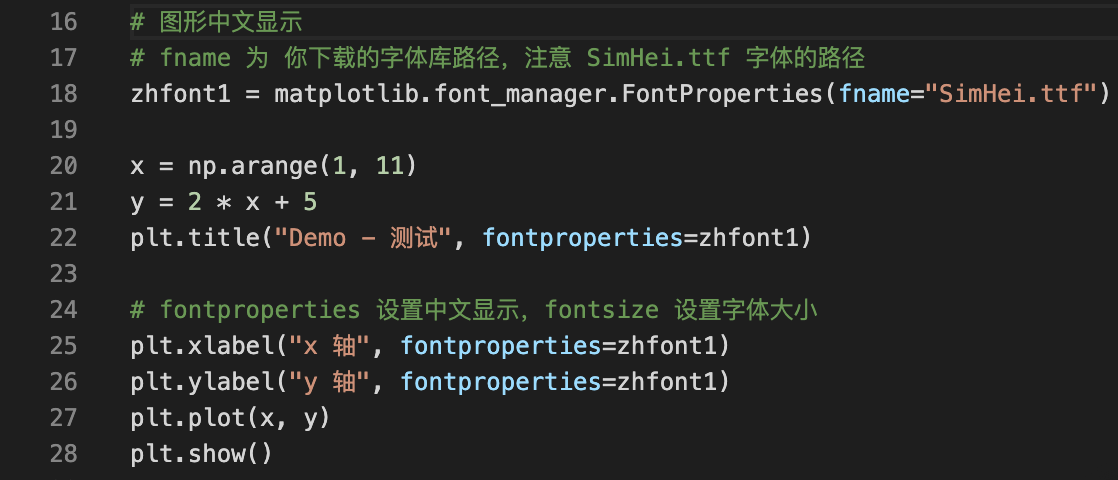 16 # 图形中文显示
17 # fname 为 你下载的字体库路径，注意 SimHei.ttf 字体的路径
18 zhfont1 = matplotlib.font_manager.FontProperties(fname="SimHei.ttf")
19
20 x = np.arange(1, 11)
21 y = 2 * x + 5
22 plt.title("Demo - 测试", fontproperties=zhfont1)
23
24 # fontproperties 设置中文显示，fontsize 设置字体大小
25 plt.xlabel("x 轴", fontproperties=zhfont1)
26 plt.ylabel("y 轴", fontproperties=zhfont1)
27 plt.plot(x, y)
28 plt.show()